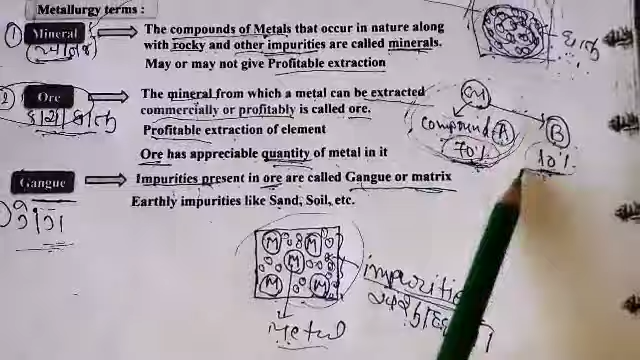 Metallurgy terms :
1 Mineral The compounds of Metals that occur in nature along
with rocky and other impurities are called minerals.
ખનીજ
May or may not give Profitable extraction
2 Ore The mineral from which a metal can be extracted
commercially or profitably is called ore.
કાચી ધાતુ
Profitable extraction of element
Ore has appreciable quantity of metal in it
M
compound A B
70% 10%
ધાતુ
Gangue Impurities present in ore are called Gangue or matrix
Earthly impurities like Sand, Soil, etc.
M M
M
M M
Metal